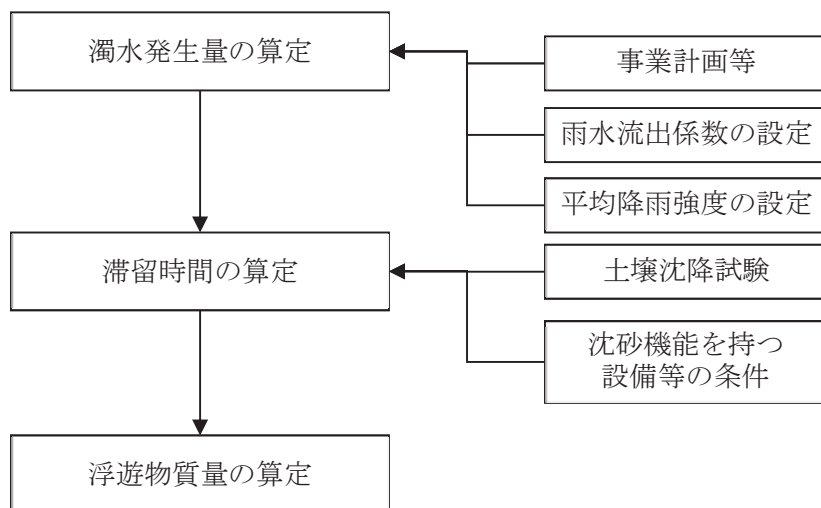 濁水発生量の算定
事業計画等
雨水流出係数の設定
平均降雨強度の設定
滞留時間の算定
土壌沈降試験
沈砂機能を持つ
設備等の条件
浮遊物質量の算定